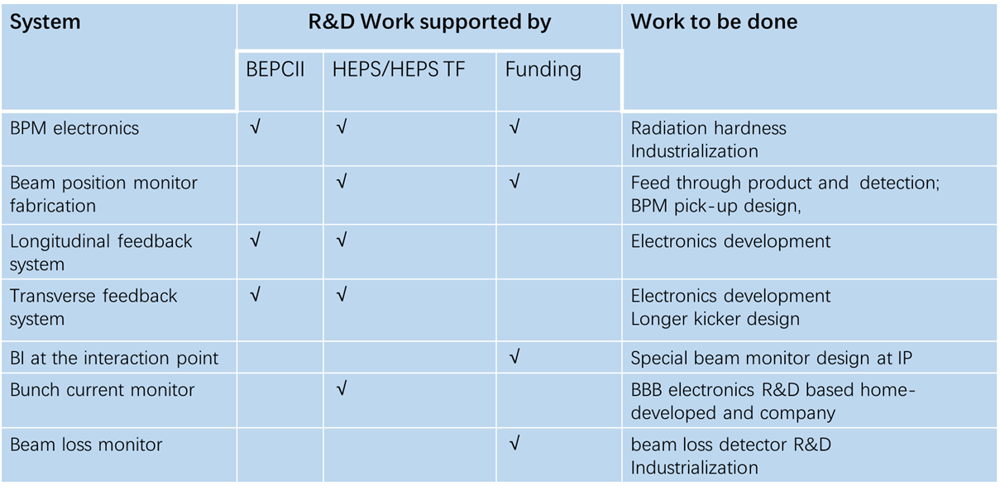 System R&D Work supported by Work to be done
BEPCII HEPS/HEPS TF Funding
BPM electronics √ √ √ Radiation hardness
Industrialization
Beam position monitor √ √ Feed through product and detection;
fabrication BPM pick-up design,
Longitudinal feedback √ √ Electronics development
system
Transverse feedback √ √ Electronics development
system Longer kicker design
BI at the interaction point √ Special beam monitor design at IP
Bunch current monitor √ BBB electronics R&D based home-
developed and company
Beam loss monitor √ beam loss detector R&D
Industrialization